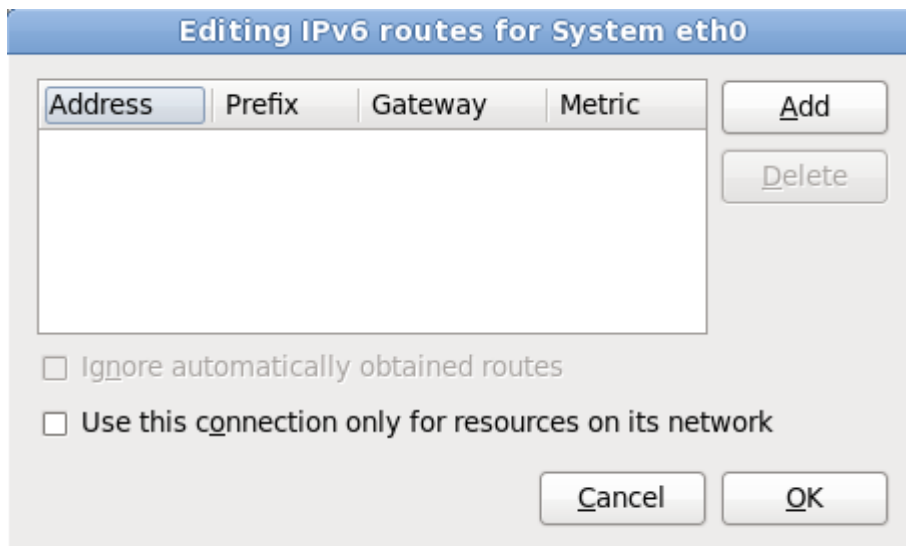 Editing IPv6 routes for System eth0
Address Prefix Gateway Metric Add
Delete
Ignore automatically obtained routes
Use this connection only for resources on its network
Cancel OK